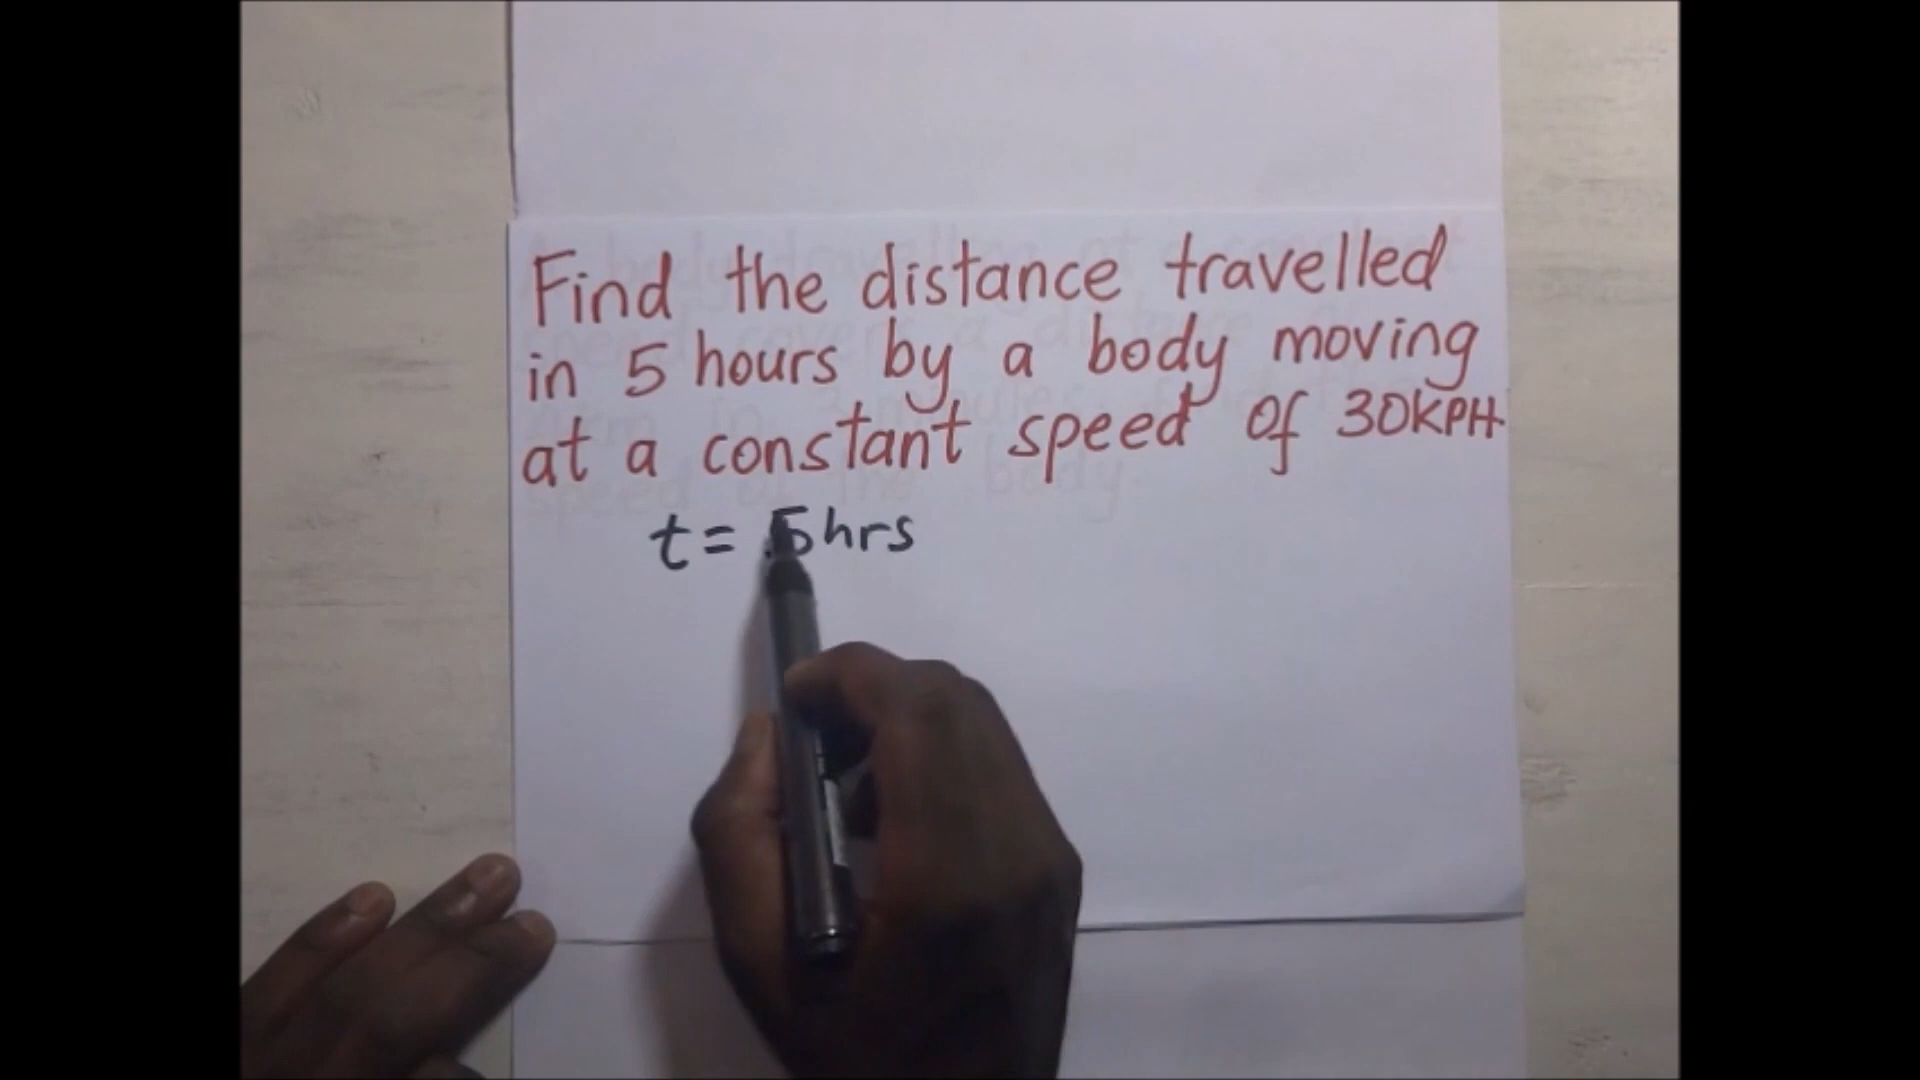 Find the distance travelled
in 5 hours by a body moving
at a constant speed of 30KPH
t = 5hrs